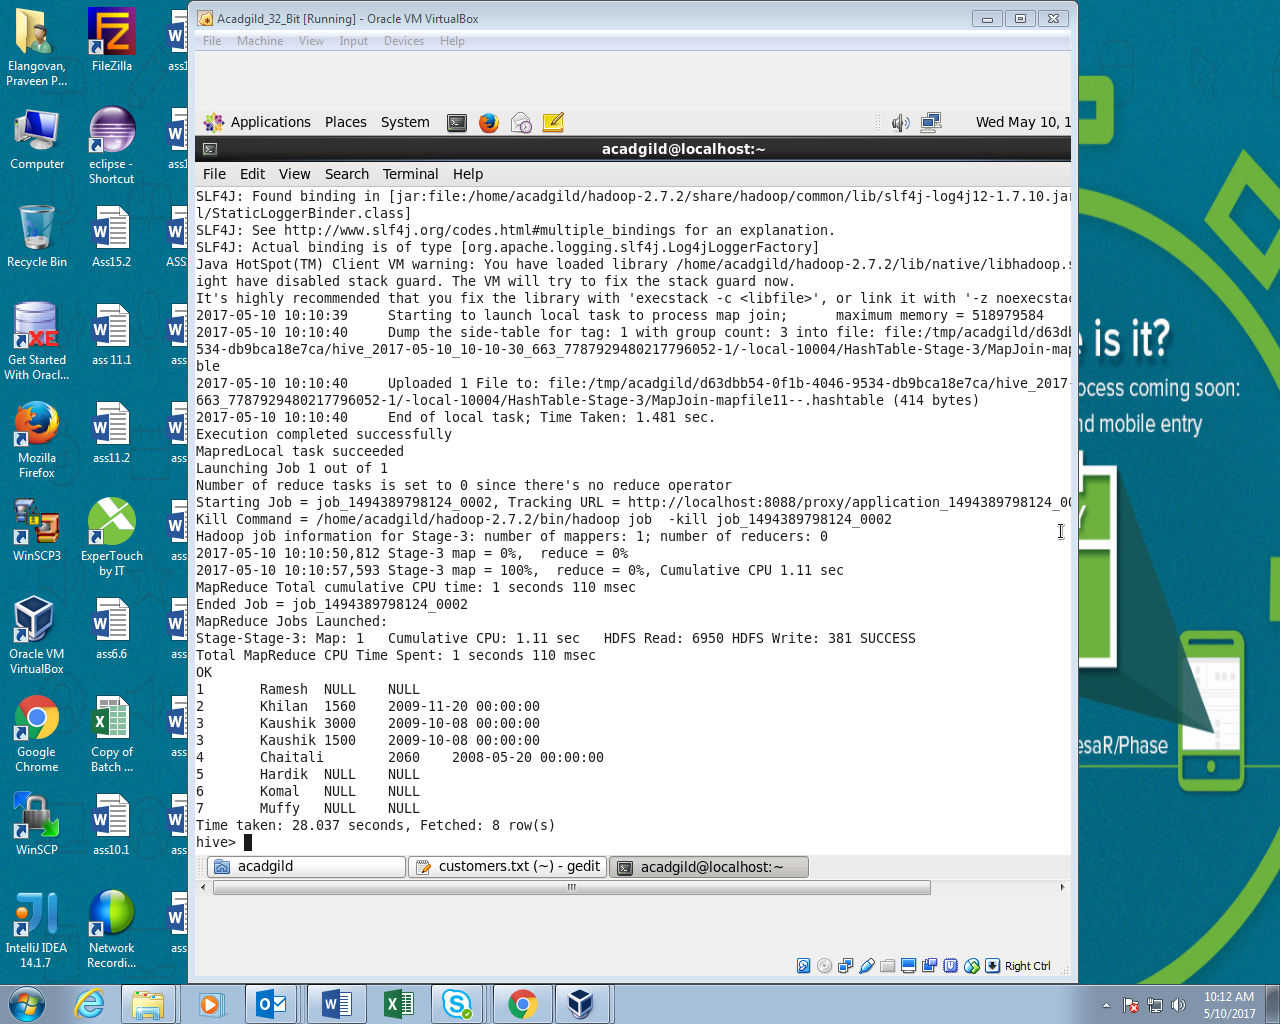 Acadgild_32_Bit [Running] - Oracle VM VirtualBox
File Machine View Input Devices Help
Applications Places System
Wed May 10, 1
acadgild@localhost:~
File Edit View Search Terminal Help
SLF4J: Found binding in [jar:file:/home/acadgild/hadoop-2.7.2/share/hadoop/common/lib/slf4j-log4j12-1.7.10.jar
l/StaticLoggerBinder.class]
SLF4J: See http://www.slf4j.org/codes.html#multiple_bindings for an explanation.
SLF4J: Actual binding is of type [org.apache.logging.slf4j.Log4jLoggerFactory]
Java HotSpot(TM) Client VM warning: You have loaded library /home/acadgild/hadoop-2.7.2/lib/native/libhadoop.s
ight have disabled stack guard. The VM will try to fix the stack guard now.
It's highly recommended that you fix the library with 'execstack -c <libfile>', or link it with '-z noexecstac
2017-05-10 10:10:39 Starting to launch local task to process map join; maximum memory = 518979584
2017-05-10 10:10:40 Dump the side-table for tag: 1 with group count: 3 into file: file:/tmp/acadgild/d63db
534-db9bca18e7ca/hive_2017-05-10_10-10-30_663_7787929480217796052-1/-local-10004/HashTable-Stage-3/MapJoin-map
ble
2017-05-10 10:10:40 Uploaded 1 File to: file:/tmp/acadgild/d63dbb54-0f1b-4046-9534-db9bca18e7ca/hive_2017-
663_7787929480217796052-1/-local-10004/HashTable-Stage-3/MapJoin-mapfile11--.hashtable (414 bytes)
2017-05-10 10:10:40 End of local task; Time Taken: 1.481 sec.
Execution completed successfully
MapredLocal task succeeded
Launching Job 1 out of 1
Number of reduce tasks is set to 0 since there's no reduce operator
Starting Job = job_1494389798124_0002, Tracking URL = http://localhost:8088/proxy/application_1494389798124_00
Kill Command = /home/acadgild/hadoop-2.7.2/bin/hadoop job -kill job_1494389798124_0002
Hadoop job information for Stage-3: number of mappers: 1; number of reducers: 0
2017-05-10 10:10:50,812 Stage-3 map = 0%, reduce = 0%
2017-05-10 10:10:57,593 Stage-3 map = 100%, reduce = 0%, Cumulative CPU 1.11 sec
MapReduce Total cumulative CPU time: 1 seconds 110 msec
Ended Job = job_1494389798124_0002
MapReduce Jobs Launched:
Stage-Stage-3: Map: 1 Cumulative CPU: 1.11 sec HDFS Read: 6950 HDFS Write: 381 SUCCESS
Total MapReduce CPU Time Spent: 1 seconds 110 msec
OK
1 Ramesh NULL NULL
2 Khilan 1560 2009-11-20 00:00:00
3 Kaushik 3000 2009-10-08 00:00:00
3 Kaushik 1500 2009-10-08 00:00:00
4 Chaitali 2060 2008-05-20 00:00:00
5 Hardik NULL NULL
6 Komal NULL NULL
7 Muffy NULL NULL
Time taken: 28.037 seconds, Fetched: 8 row(s)
hive>
acadgild
customers.txt (~) - gedit
acadgild@localhost:~
Right Ctrl
Elangovan,
Praveen P...
FileZilla
ass1
Computer
eclipse -
Shortcut
ass1
Recycle Bin
Ass15.2
ASS
Get Started
With Oracl...
ass 11.1
ass
Mozilla
Firefox
ass11.2
ass
WinSCP3
ExperTouch
by IT
ass
Oracle VM
VirtualBox
ass6.6
ass
Google
Chrome
Copy of
Batch ...
ass
WinSCP
ass10.1
ass
IntelliJ IDEA
14.1.7
Network
Recordi...
ass
is it?
ocess coming soon:
nd mobile entry
Y
esaR/Phase
10:12 AM
5/10/2017